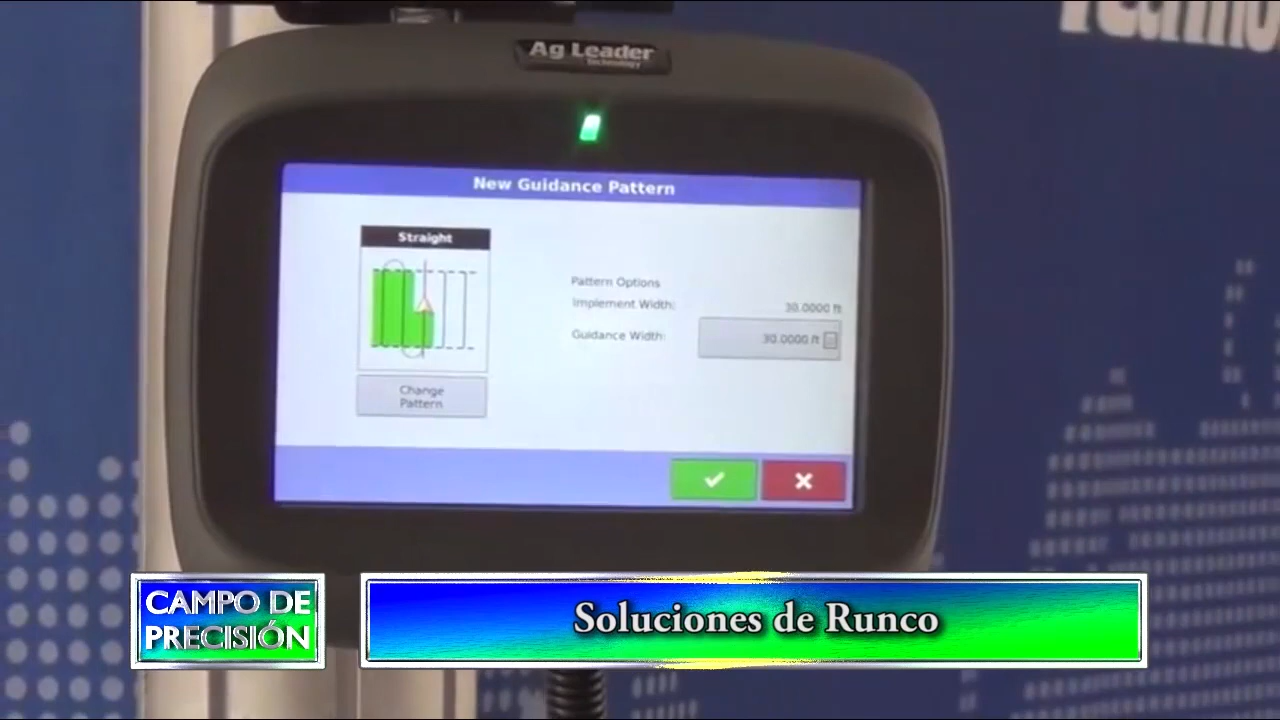 Ag Leader
Technology
New Guidance Pattern
Straight
Pattern Options
Implement Width: 30.0000 ft
Guidance Width: 30.0000 ft
Change
Pattern
CAMPO DE
PRECISIÓN
Soluciones de Runco